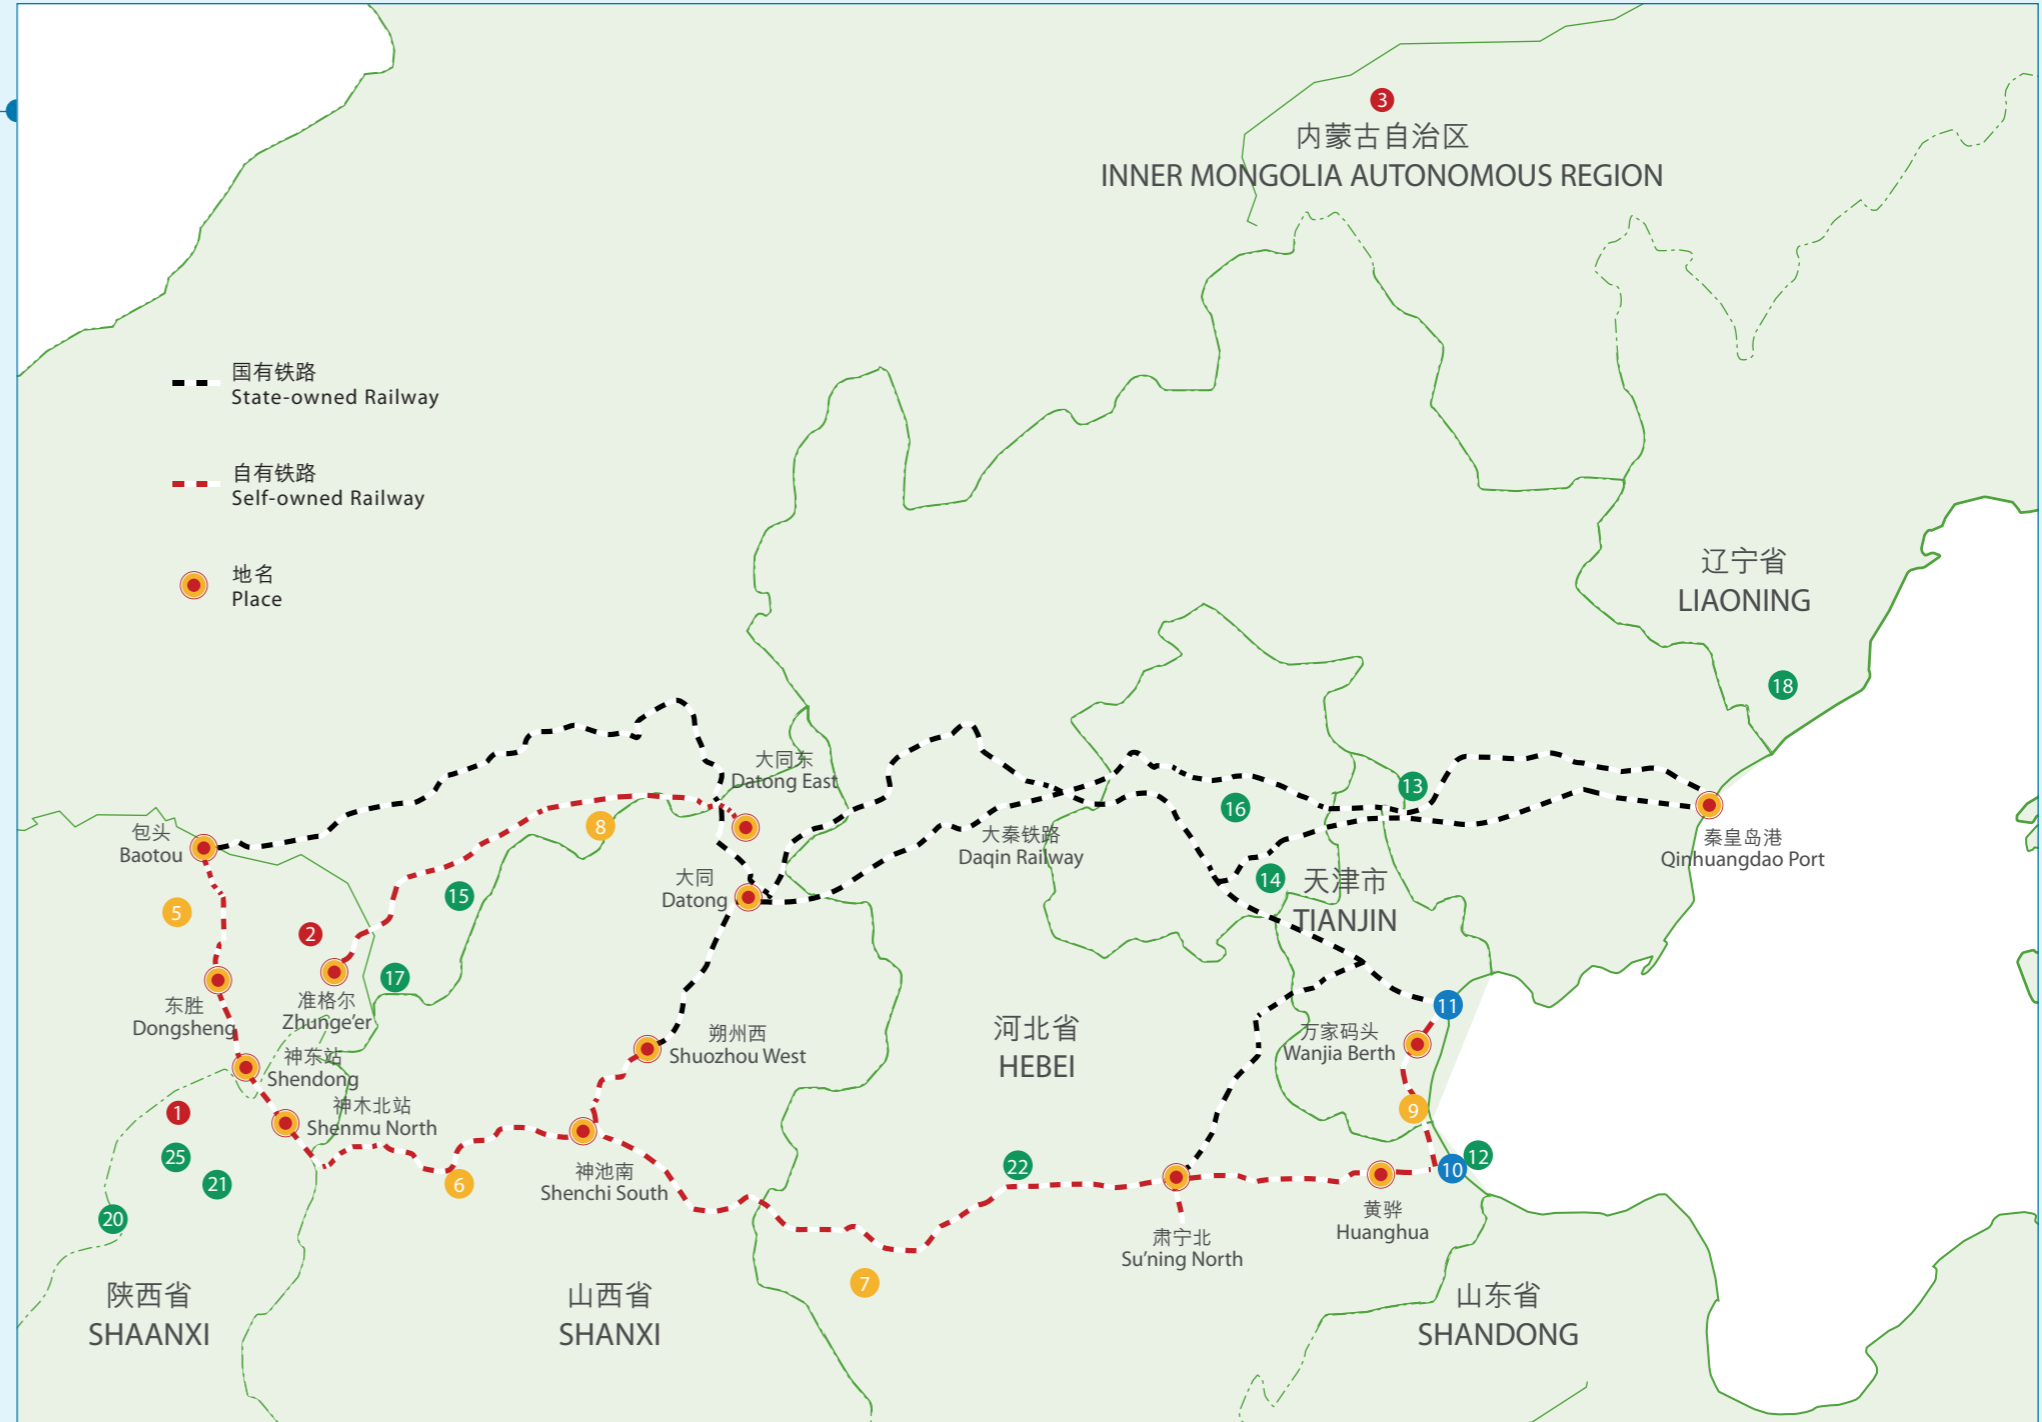 3
内蒙古自治区
INNER MONGOLIA AUTONOMOUS REGION
国有铁路
State-owned Railway
自有铁路
Self-owned Railway
地名
Place
辽宁省
LIAONING
18
大同东
Datong East
13
16
8
包头
Baotou
大秦铁路
Daqin Railway
秦皇岛港
Qinhuangdao Port
大同
Datong
14
天津市
TIANJIN
15
5
2
17
准格尔
Zhunge'er
东胜
Dongsheng
11
河北省
HEBEI
万家码头
Wanjia Berth
朔州西
Shuozhou West
神东站
Shendong
神木北站
Shenmu North
1
9
25
21
20
6
神池南
Shenchi South
22
12
10
黄骅
Huanghua
肃宁北
Su'ning North
7
陕西省
SHAANXI
山西省
SHANXI
山东省
SHANDONG